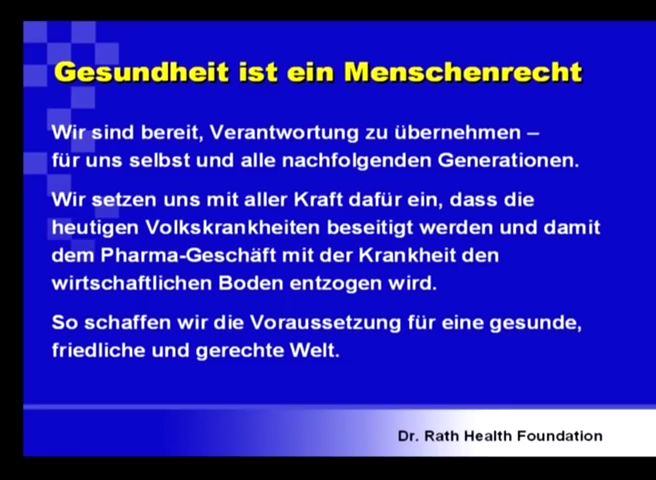 Gesundheit ist ein Menschenrecht
Wir sind bereit, Verantwortung zu übernehmen –
für uns selbst und alle nachfolgenden Generationen.
Wir setzen uns mit aller Kraft dafür ein, dass die
heutigen Volkskrankheiten beseitigt werden und damit
dem Pharma-Geschäft mit der Krankheit den
wirtschaftlichen Boden entzogen wird.
So schaffen wir die Voraussetzung für eine gesunde,
friedliche und gerechte Welt.
Dr. Rath Health Foundation